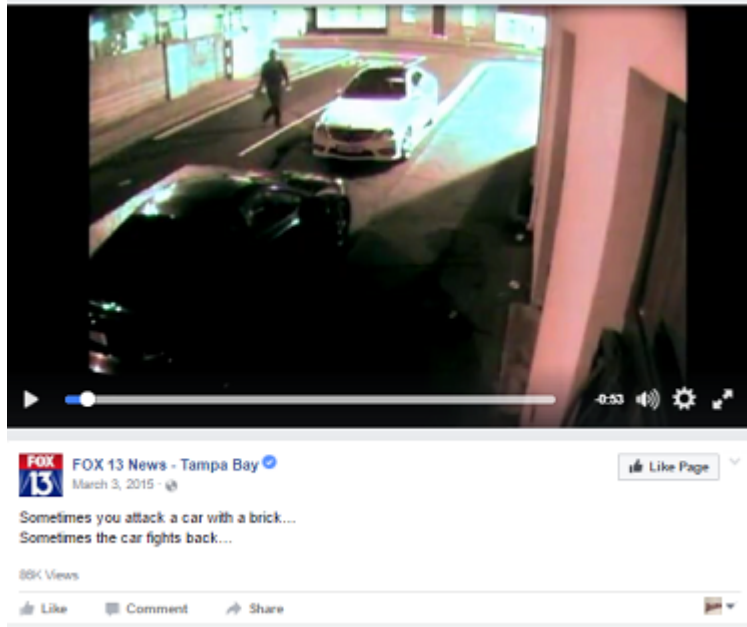 -0:53
FOX
13
FOX 13 News - Tampa Bay
March 3, 2015 ·
Like Page
Sometimes you attack a car with a brick....
Sometimes the car fights back...
86K Views
Like Comment Share